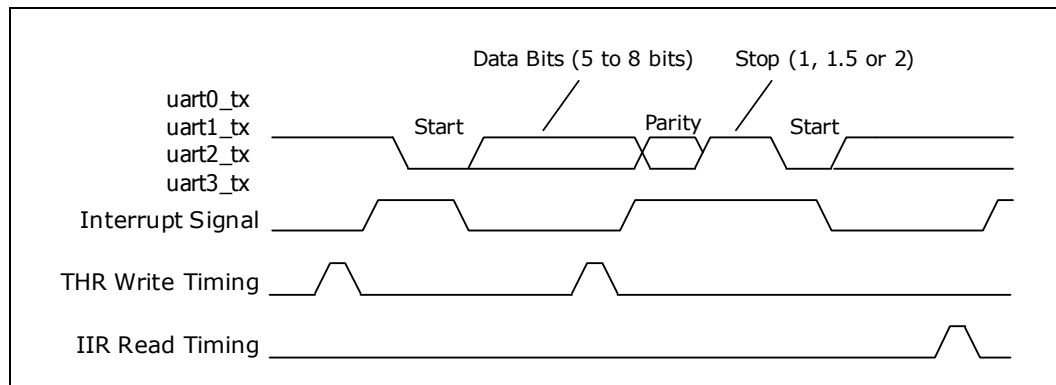 Data Bits (5 to 8 bits) Stop (1, 1.5 or 2)
uart0_tx
uart1_tx Start Parity Start
uart2_tx
uart3_tx
Interrupt Signal
THR Write Timing
IIR Read Timing